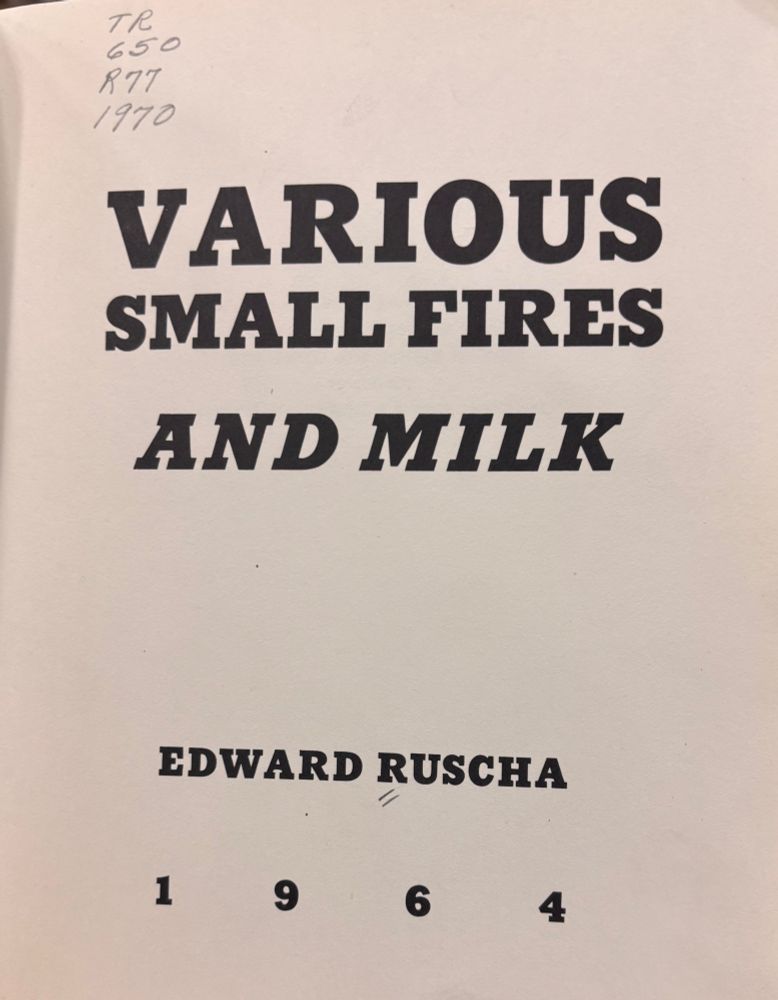 TR
650
R77
1970
VARIOUS
SMALL FIRES
AND MILK
EDWARD RUSCHA
1 9 6 4